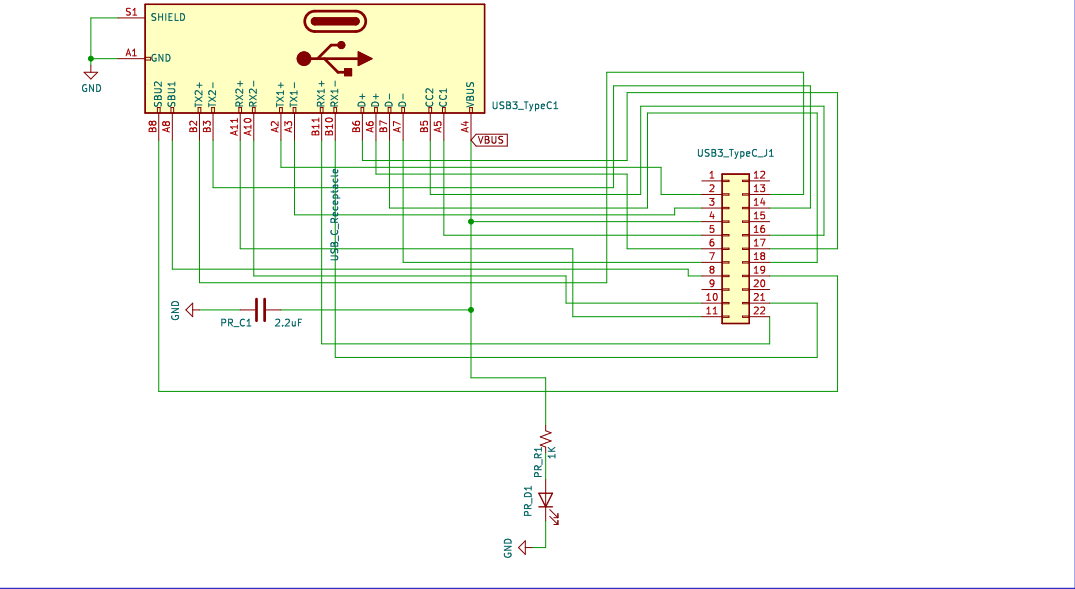 S1
SHIELD
A1
GND
GND
SBU2
SBU1
TX2+
TX2-
RX2+
RX2-
TX1+
TX1-
RX1+
RX1-
D+
D+
D-
D-
CC2
CC1
VBUS
USB3_TypeC1
B8
A8
B2
B3
A11
A10
A2
A3
B11
B10
B6
A6
B7
A7
B5
A5
A4
VBUS
USB_C_Receptacle
USB3_TypeC_J1
1 12
2 13
3 14
4 15
5 16
6 17
7 18
8 19
9 20
10 21
11 22
GND
PR_C1 2.2uF
PR_R1
1K
PR_D1
GND